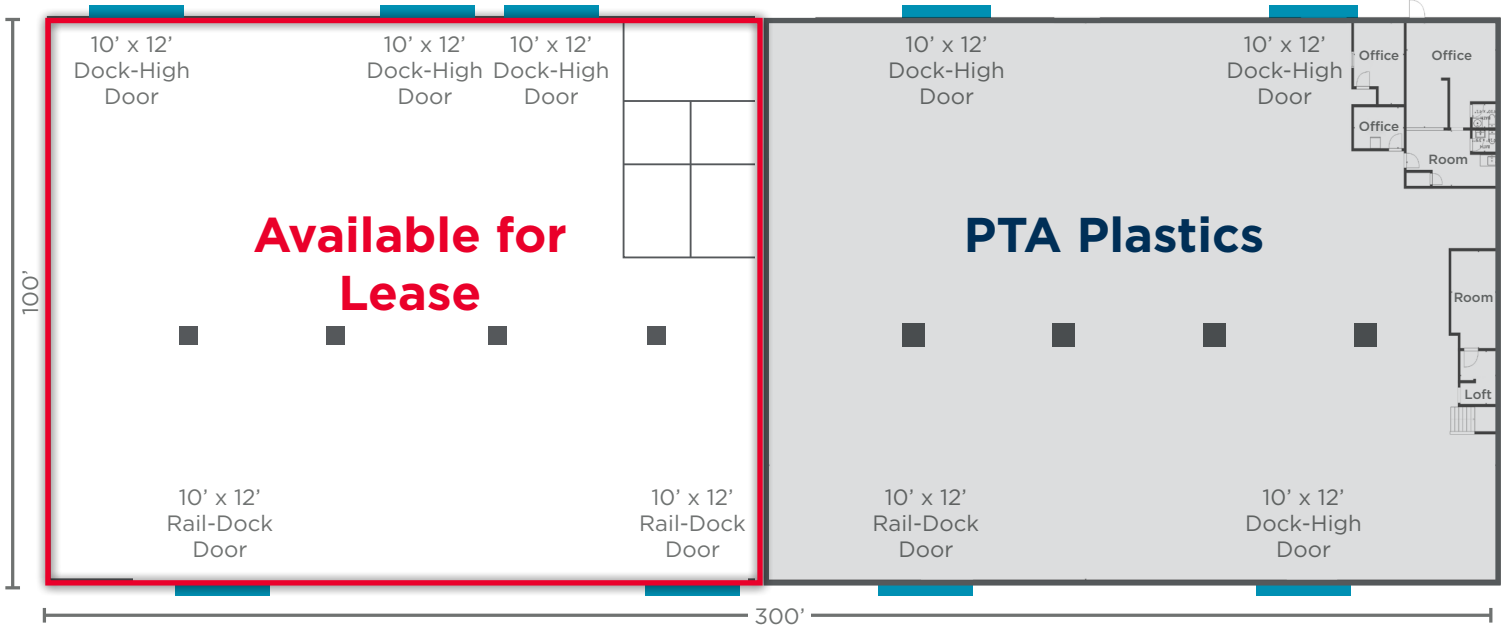 10’ x 12’
Dock-High
Door
10’ x 12’
Dock-High
Door
10’ x 12’
Dock-High
Door
10’ x 12’
Dock-High
Door
10’ x 12’
Dock-High
Door
Office
Office
Office
Room
Available for
Lease
PTA Plastics
100’
Room
Loft
10’ x 12’
Rail-Dock
Door
10’ x 12’
Rail-Dock
Door
10’ x 12’
Rail-Dock
Door
10’ x 12’
Dock-High
Door
300’